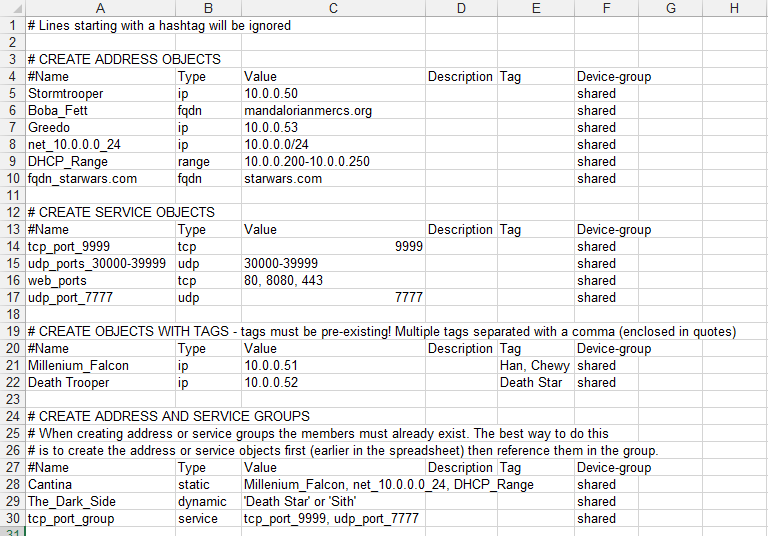 A B C D E F G H
1 # Lines starting with a hashtag will be ignored
2
3 # CREATE ADDRESS OBJECTS
4 #Name Type Value Description Tag Device-group
5 Stormtrooper ip 10.0.0.50 shared
6 Boba_Fett fqdn mandalorianmercs.org shared
7 Greedo ip 10.0.0.53 shared
8 net_10.0.0.0_24 ip 10.0.0.0/24 shared
9 DHCP_Range range 10.0.0.200-10.0.0.250 shared
10 fqdn_starwars.com fqdn starwars.com shared
11
12 # CREATE SERVICE OBJECTS
13 #Name Type Value Description Tag Device-group
14 tcp_port_9999 tcp 9999 shared
15 udp_ports_30000-39999 udp 30000-39999 shared
16 web_ports tcp 80, 8080, 443 shared
17 udp_port_7777 udp 7777 shared
18
19 # CREATE OBJECTS WITH TAGS - tags must be pre-existing! Multiple tags separated with a comma (enclosed in quotes)
20 #Name Type Value Description Tag Device-group
21 Millenium_Falcon ip 10.0.0.51 Han, Chewy shared
22 Death Trooper ip 10.0.0.52 Death Star shared
23
24 # CREATE ADDRESS AND SERVICE GROUPS
25 # When creating address or service groups the members must already exist. The best way to do this
26 # is to create the address or service objects first (earlier in the spreadsheet) then reference them in the group.
27 #Name Type Value Description Tag Device-group
28 Cantina static Millenium_Falcon, net_10.0.0.0_24, DHCP_Range shared
29 The_Dark_Side dynamic 'Death Star' or 'Sith' shared
30 tcp_port_group service tcp_port_9999, udp_port_7777 shared
31